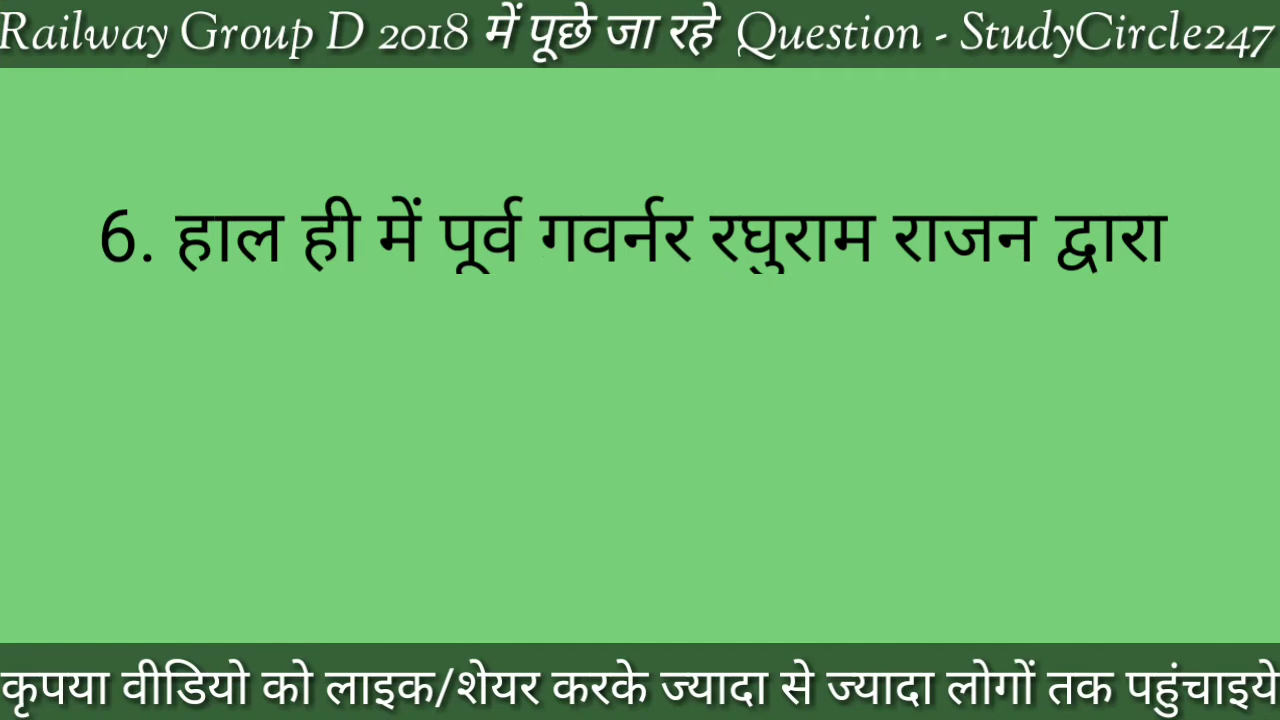 Railway Group D 2018 में पूछे जा रहे Question - StudyCircle247
6. हाल ही में पूर्व गवर्नर रघुराम राजन द्वारा
कृपया वीडियो को लाइक/शेयर करके ज्यादा से ज्यादा लोगों तक पहुंचाइये